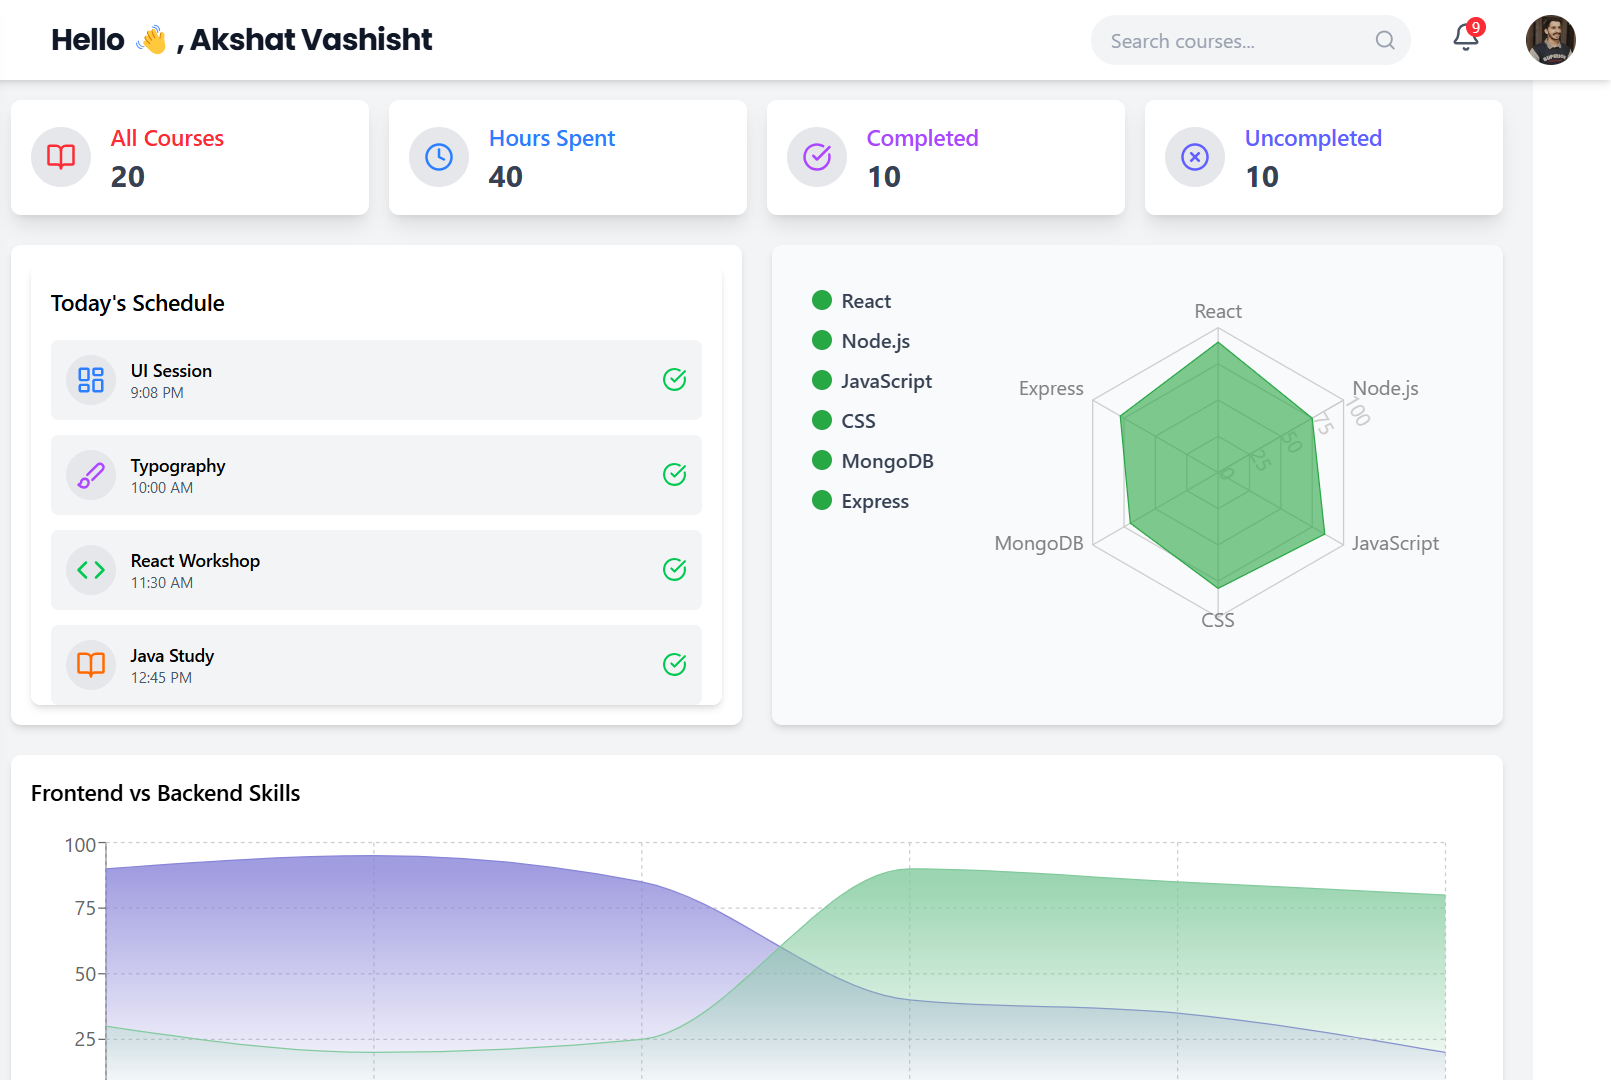 Hello 👋 , Akshat Vashisht
Search courses...
9
All Courses
20
Hours Spent
40
Completed
10
Uncompleted
10
Today's Schedule
UI Session
9:08 PM
Typography
10:00 AM
React Workshop
11:30 AM
Java Study
12:45 PM
React
Node.js
JavaScript
CSS
MongoDB
Express
React
Node.js
JavaScript
CSS
MongoDB
Express
0
25
50
75
100
Frontend vs Backend Skills
100
75
50
25